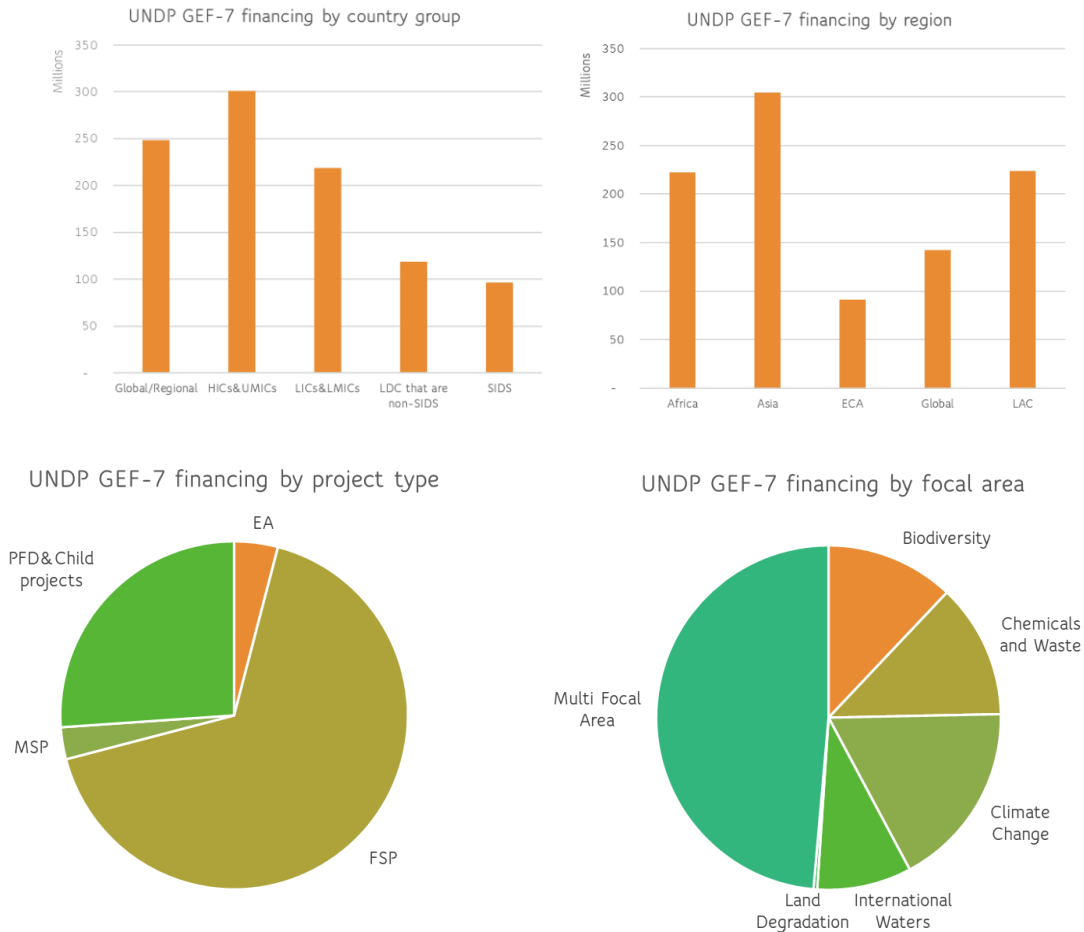 UNDP GEF-7 financing by country group
Millions
350
300
250
200
150
100
50
-
Global/Regional
HICs&UMICs
LICs&LMICs
LDC that are
non-SIDS
SIDS
UNDP GEF-7 financing by region
Millions
350
300
250
200
150
100
50
-
Africa
Asia
ECA
Global
LAC
UNDP GEF-7 financing by project type
EA
PFD&Child
projects
MSP
FSP
UNDP GEF-7 financing by focal area
Biodiversity
Chemicals
and Waste
Multi Focal
Area
Climate
Change
Land
Degradation
International
Waters